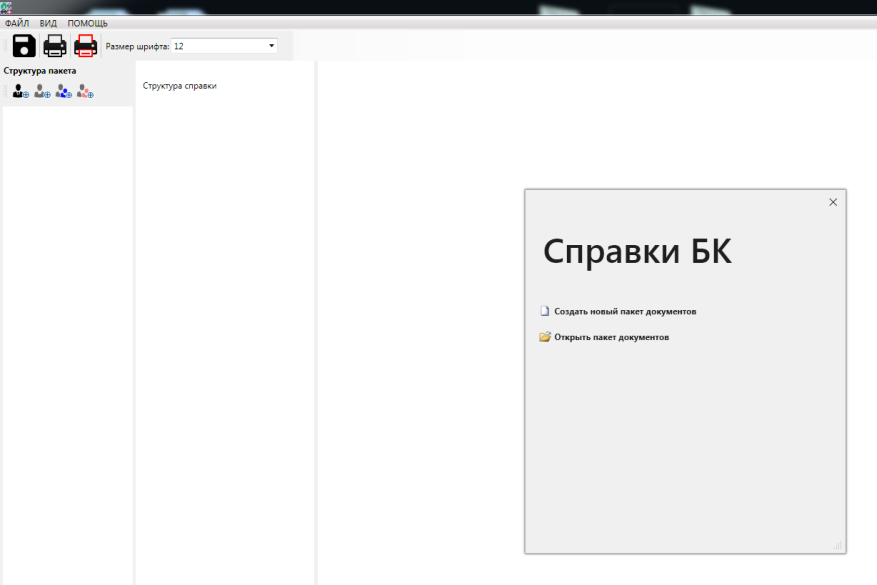 ФАЙЛ ВИД ПОМОЩЬ
Размер шрифта: 12
Структура пакета
Структура справки
Справки БК
Создать новый пакет документов
Открыть пакет документов